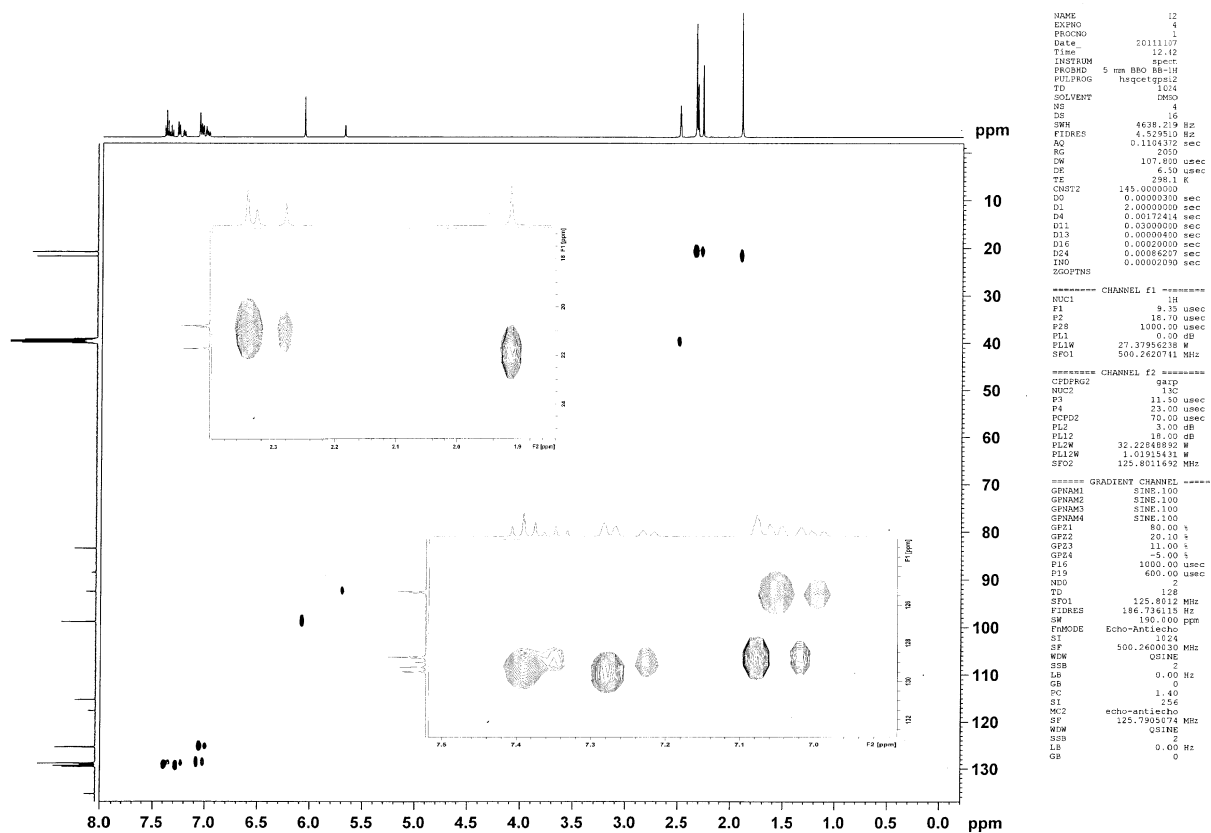 NAME 12
EXPNO 4
PROCNO 1
Date_ 20111107
Time 12.42
INSTRUM spect
PROBHD 5 mm BBO BB-1H
PULPROG hsqcetgpsi2
TD 1024
SOLVENT DMSO
NS 4
DS 16
SWH 4638.219 Hz
FIDRES 4.529510 Hz
AQ 0.1104372 sec
RG 2050
DW 107.800 usec
DE 6.50 usec
TE 298.1 K
CNST2 145.0000000
D0 0.00000300 sec
D1 2.00000000 sec
D4 0.00172414 sec
D11 0.03000000 sec
D13 0.00000400 sec
D16 0.00020000 sec
D24 0.00086207 sec
IN0 0.00002090 sec
ZGOPTNS
======== CHANNEL f1 ========
NUC1 1H
P1 9.35 usec
P2 18.70 usec
P28 1000.00 usec
PL1 0.00 dB
PL1W 27.37956238 W
SFO1 500.2620741 MHz
======== CHANNEL f2 ========
CPDPRG2 garp
NUC2 13C
P3 11.50 usec
P4 23.00 usec
PCPD2 70.00 usec
PL2 3.00 dB
PL12 18.00 dB
PL2W 32.22848892 W
PL12W 1.01915431 W
SFO2 125.8011692 MHz
====== GRADIENT CHANNEL =====
GPNAM1 SINE.100
GPNAM2 SINE.100
GPNAM3 SINE.100
GPNAM4 SINE.100
GPZ1 80.00 %
GPZ2 20.10 %
GPZ3 11.00 %
GPZ4 -5.00 %
P16 1000.00 usec
P19 600.00 usec
ND0 2
TD 128
SFO1 125.8012 MHz
FIDRES 186.736115 Hz
SW 190.000 ppm
FnMODE Echo-Antiecho
SI 1024
SF 500.2600030 MHz
WDW QSINE
SSB 2
LB 0.00 Hz
GB 0
PC 1.40
SI 256
MC2 echo-antiecho
SF 125.7905074 MHz
WDW QSINE
SSB 2
LB 0.00 Hz
GB 0
ppm
10
20
30
40
50
60
70
80
90
100
110
120
130
F1 [ppm]
18
20
22
24
2.3 2.2 2.1 2.0 1.9 F2 [ppm]
F1 [ppm]
126
128
130
132
7.5 7.4 7.3 7.2 7.1 7.0 F2 [ppm]
8.0 7.5 7.0 6.5 6.0 5.5 5.0 4.5 4.0 3.5 3.0 2.5 2.0 1.5 1.0 0.5 0.0 ppm